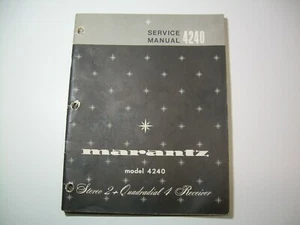 SERVICE
MANUAL 4240
marantz
model 4240
Stereo 2 + Quadradial 4 Receiver